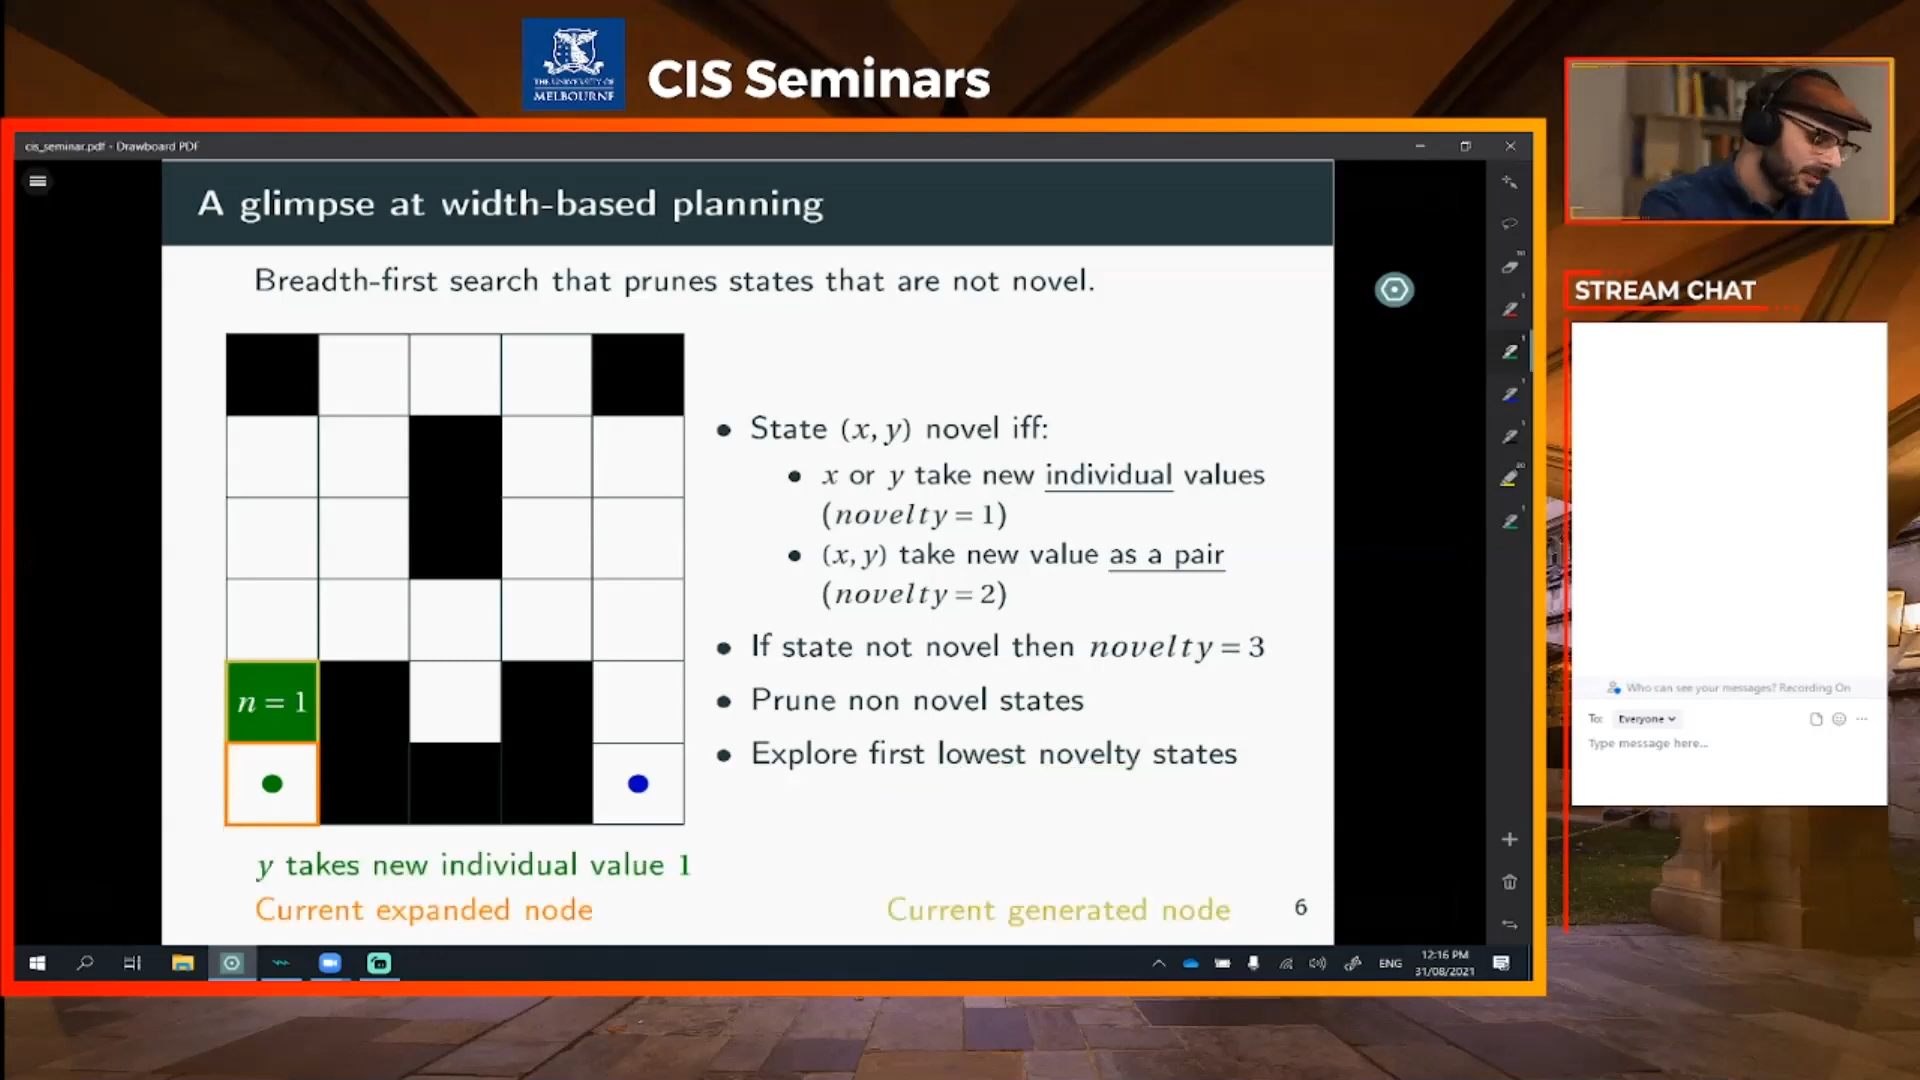 THE UNIVERSITY OF
MELBOURNE
CIS Seminars
cis_seminar.pdf - Drawboard PDF
A glimpse at width-based planning
Breadth-first search that prunes states that are not novel.
• State (x, y) novel iff:
• x or y take new individual values
(novelty = 1)
• (x, y) take new value as a pair
(novelty = 2)
• If state not novel then novelty = 3
• Prune non novel states
• Explore first lowest novelty states
n = 1
y takes new individual value 1
Current expanded node
Current generated node
6
STREAM CHAT
Who can see your messages? Recording On
To: Everyone
Type message here...
ENG
12:16 PM
31/08/2021